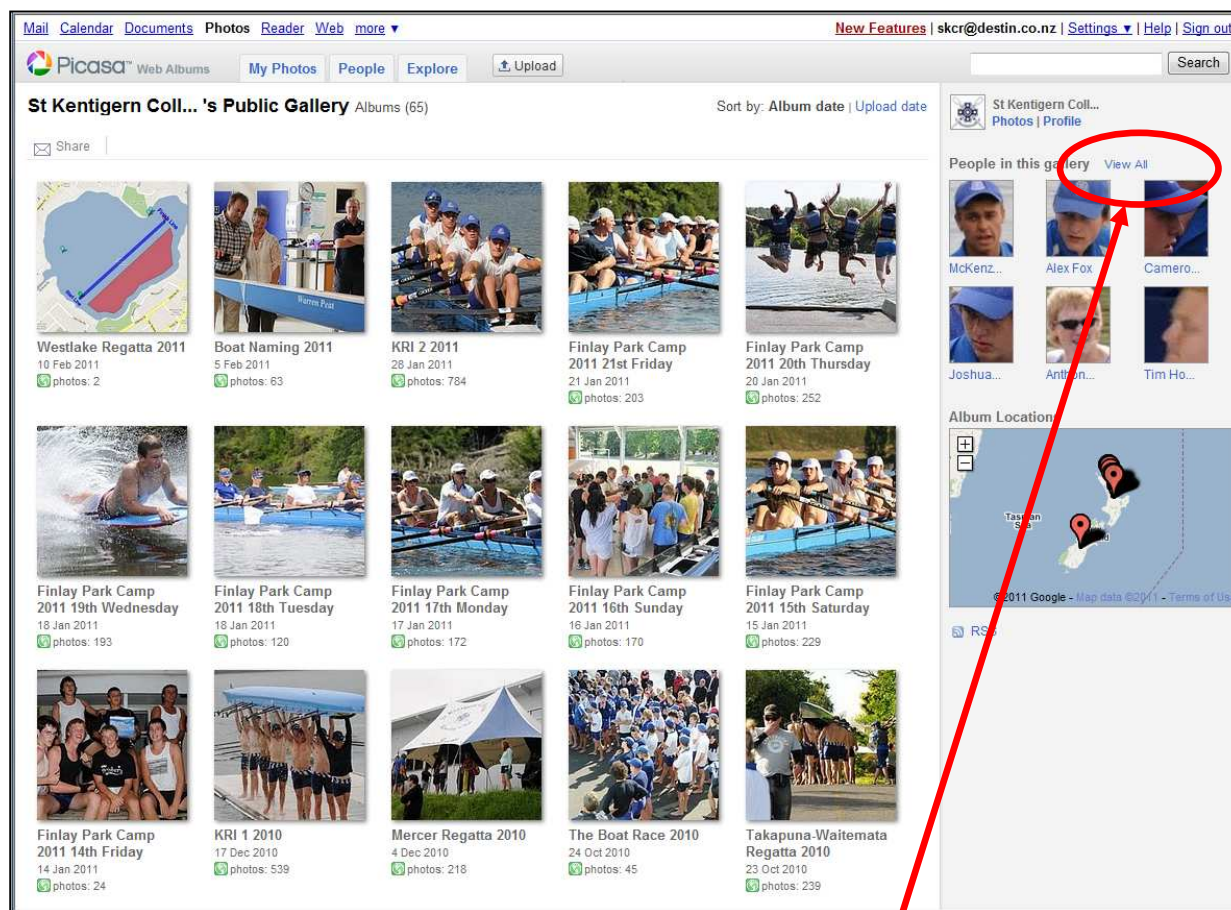 Mail Calendar Documents Photos Reader Web more ▼
New Features | skcr@destin.co.nz | Settings ▼ | Help | Sign out
Picasa™ Web Albums My Photos People Explore Upload Search
St Kentigern Coll... 's Public Gallery Albums (65)
Sort by: Album date | Upload date
Share
Westlake Regatta 2011
10 Feb 2011
photos: 2
Warren Peat
Boat Naming 2011
5 Feb 2011
photos: 63
KRI 2 2011
28 Jan 2011
photos: 784
Finlay Park Camp
2011 21st Friday
21 Jan 2011
photos: 203
Finlay Park Camp
2011 20th Thursday
20 Jan 2011
photos: 252
Finlay Park Camp
2011 19th Wednesday
18 Jan 2011
photos: 193
Finlay Park Camp
2011 18th Tuesday
18 Jan 2011
photos: 120
Finlay Park Camp
2011 17th Monday
17 Jan 2011
photos: 172
Finlay Park Camp
2011 16th Sunday
16 Jan 2011
photos: 170
Finlay Park Camp
2011 15th Saturday
15 Jan 2011
photos: 229
Finlay Park Camp
2011 14th Friday
14 Jan 2011
photos: 24
KRI 1 2010
17 Dec 2010
photos: 539
Mercer Regatta 2010
4 Dec 2010
photos: 218
The Boat Race 2010
24 Oct 2010
photos: 45
Takapuna-Waitemata
Regatta 2010
23 Oct 2010
photos: 239
St Kentigern Coll...
Photos | Profile
People in this gallery View All
McKenz... Alex Fox Camero...
Joshua... Anthon... Tim Ho...
Album Locations
Tasman
Sea
©2011 Google - Map data ©2011 - Terms of Us
RSS